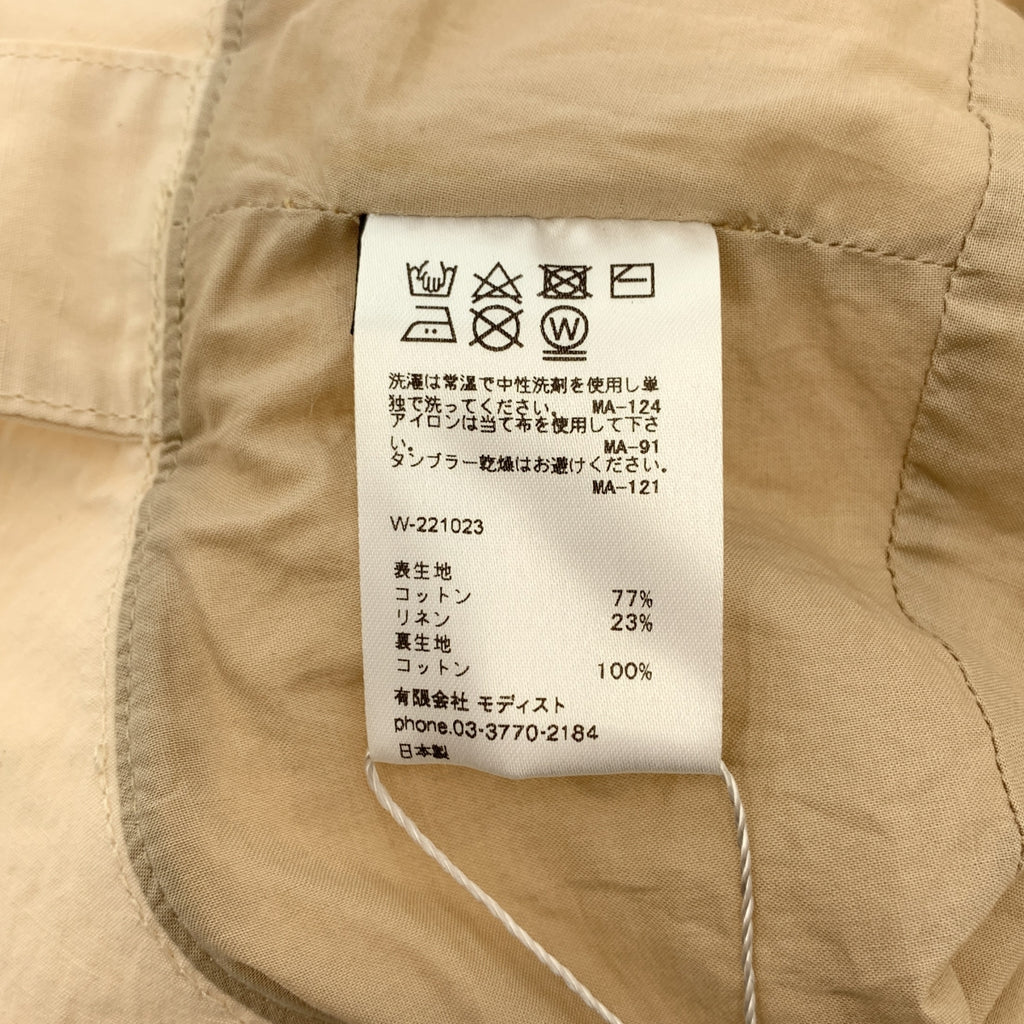 W
洗濯は常温で中性洗剤を使用し単
独で洗ってください。 MA-124
アイロンは当て布を使用して下さ
い。 MA-91
タンブラー乾燥はお避けください。
MA-121
W-221023
表生地
コットン 77%
リネン 23%
裏生地
コットン 100%
有限会社 モディスト
phone.03-3770-2184
日本製